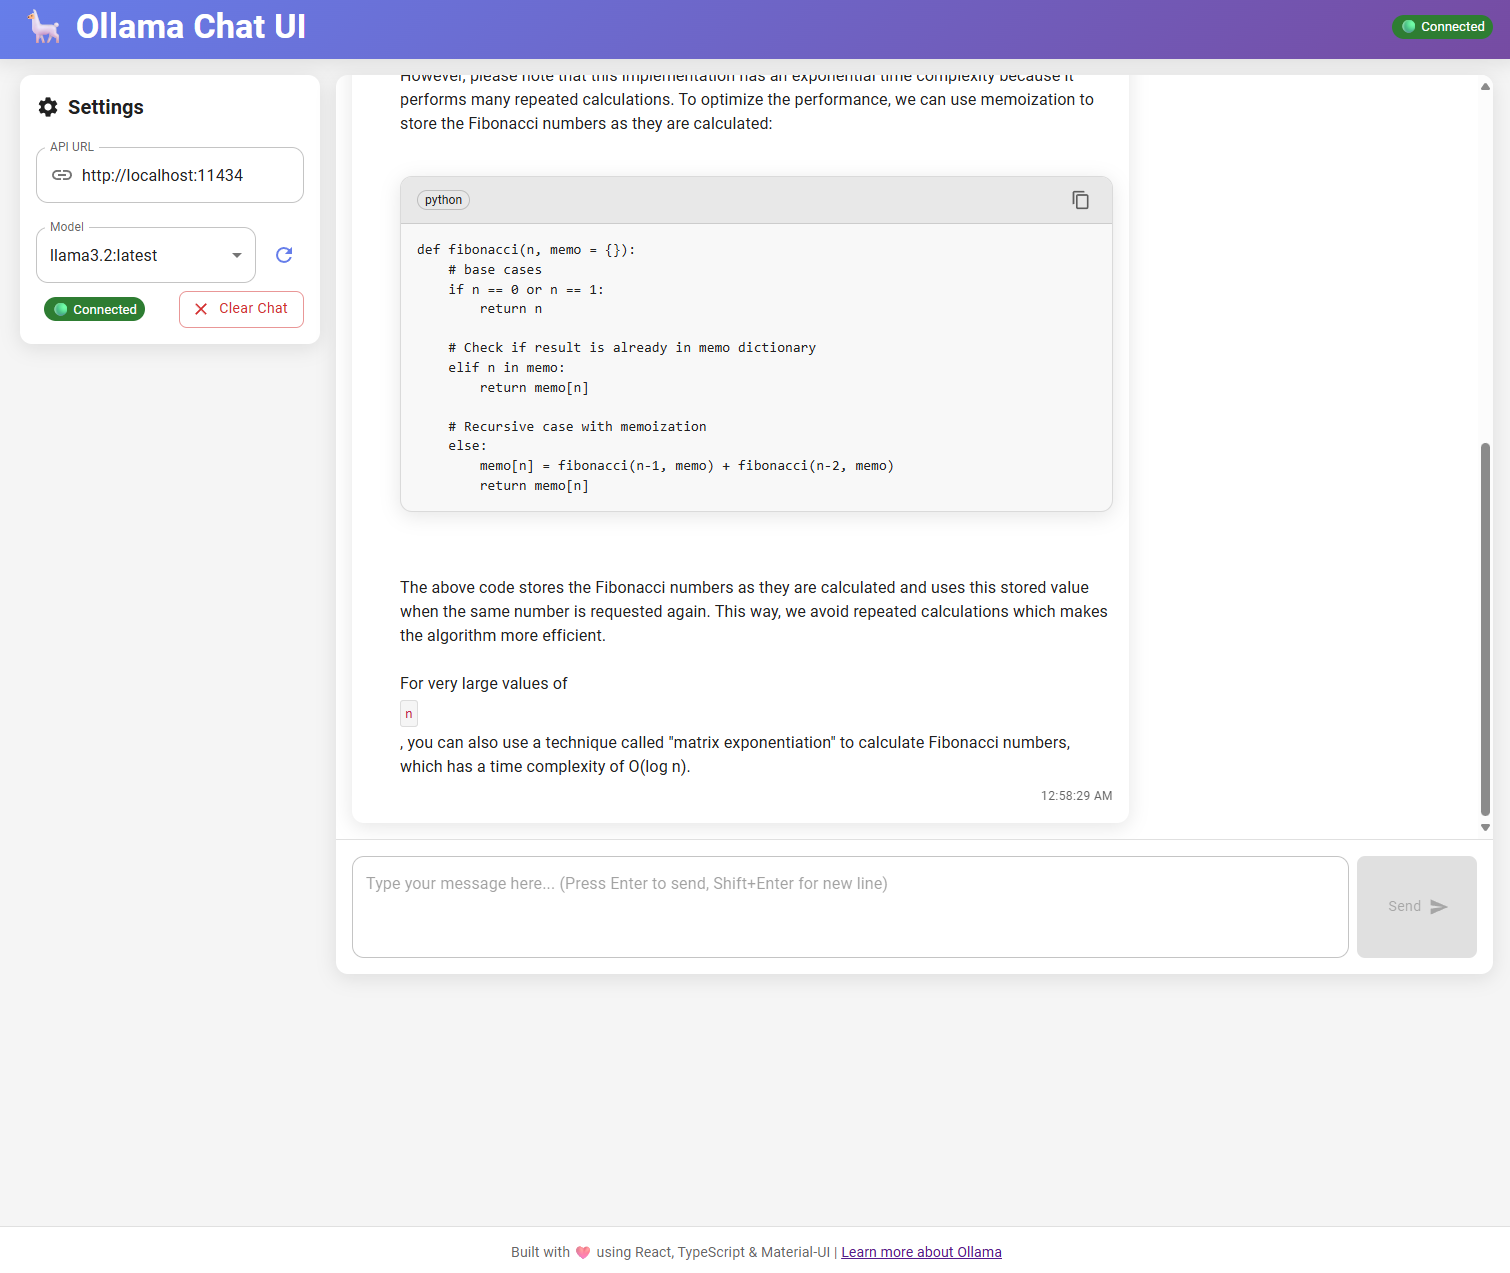 Ollama Chat UI
Connected
Settings
API URL
http://localhost:11434
Model
llama3.2:latest
Connected
Clear Chat
However, please note that this implementation has an exponential time complexity because it
performs many repeated calculations. To optimize the performance, we can use memoization to
store the Fibonacci numbers as they are calculated:
python
def fibonacci(n, memo = {}):
    # base cases
    if n == 0 or n == 1:
        return n
    # Check if result is already in memo dictionary
    elif n in memo:
        return memo[n]
    # Recursive case with memoization
    else:
        memo[n] = fibonacci(n-1, memo) + fibonacci(n-2, memo)
        return memo[n]
The above code stores the Fibonacci numbers as they are calculated and uses this stored value
when the same number is requested again. This way, we avoid repeated calculations which makes
the algorithm more efficient.
For very large values of
n
, you can also use a technique called "matrix exponentiation" to calculate Fibonacci numbers,
which has a time complexity of O(log n).
12:58:29 AM
Type your message here... (Press Enter to send, Shift+Enter for new line)
Send
Built with 💖 using React, TypeScript & Material-UI | Learn more about Ollama